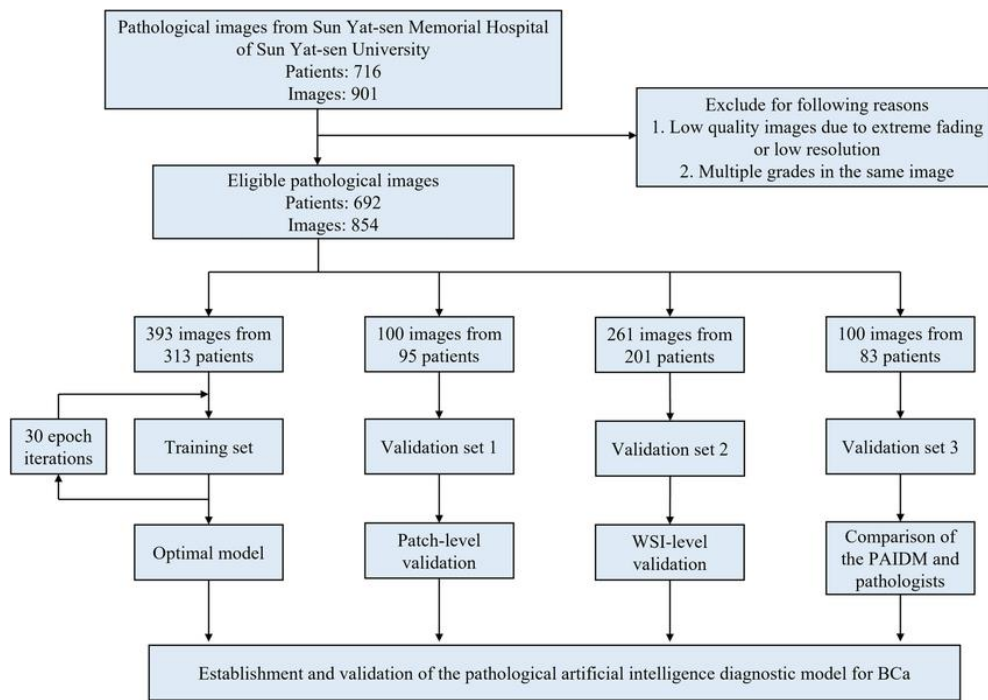 Pathological images from Sun Yat-sen Memorial Hospital
of Sun Yat-sen University
Patients: 716
Images: 901
Exclude for following reasons
1. Low quality images due to extreme fading
or low resolution
2. Multiple grades in the same image
Eligible pathological images
Patients: 692
Images: 854
393 images from
313 patients
100 images from
95 patients
261 images from
201 patients
100 images from
83 patients
30 epoch
iterations
Training set
Validation set 1
Validation set 2
Validation set 3
Optimal model
Patch-level
validation
WSI-level
validation
Comparison of
the PAIDM and
pathologists
Establishment and validation of the pathological artificial intelligence diagnostic model for BCa